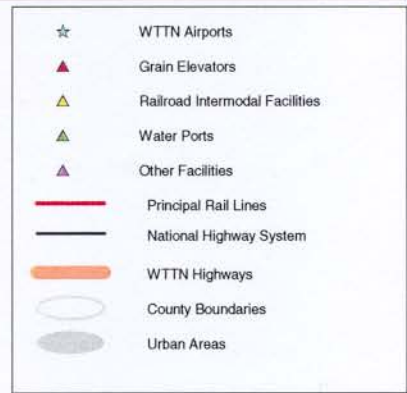 WTTN Airports
Grain Elevators
Railroad Intermodal Facilities
Water Ports
Other Facilities
Principal Rail Lines
National Highway System
WTTN Highways
County Boundaries
Urban Areas